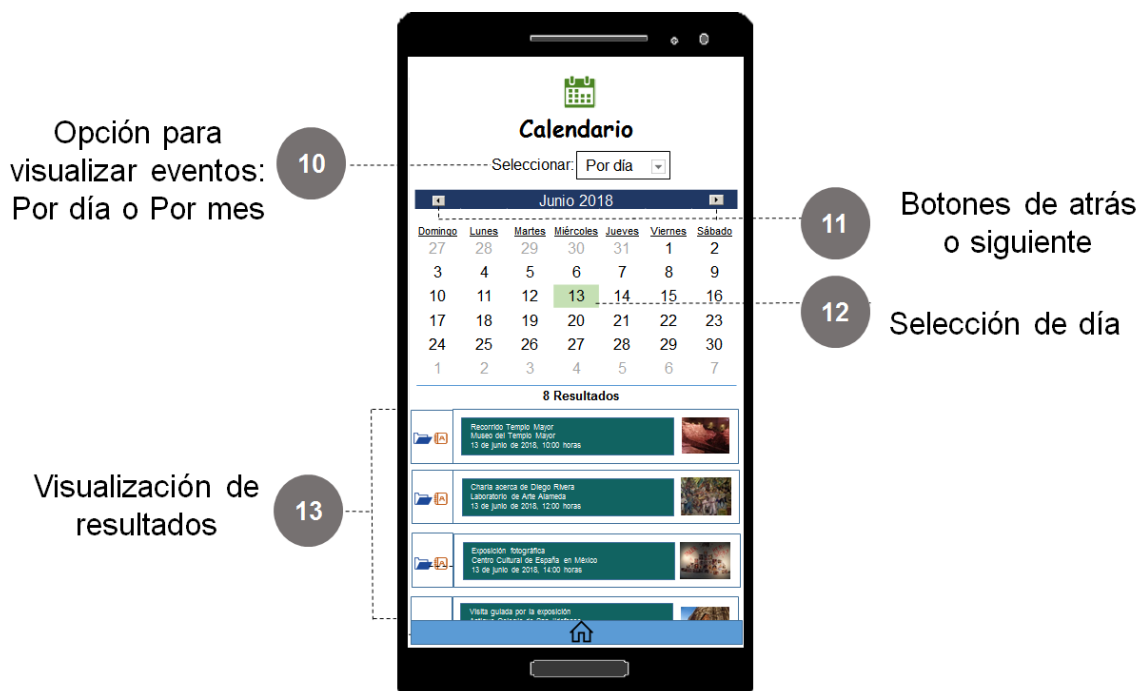 Calendario
Opción para
visualizar eventos:
Por día o Por mes
10
Seleccionar: Por día
Junio 2018
11
Botones de atrás
o siguiente
Domingo Lunes Martes Miércoles Jueves Viernes Sábado
27 28 29 30 31 1 2
3 4 5 6 7 8 9
10 11 12 13 14 15 16
12
Selección de día
17 18 19 20 21 22 23
24 25 26 27 28 29 30
1 2 3 4 5 6 7
8 Resultados
Visualización de
resultados
13
Recorrido Templo Mayor
Museo del Templo Mayor
13 de junio de 2018, 10:00 horas
Charla acerca de Diego Rivera
Laboratorio de Arte Alameda
13 de junio de 2018, 12:00 horas
Exposición fotográfica
Centro Cultural de España en México
13 de junio de 2018, 14:00 horas
Visita guiada por la exposición